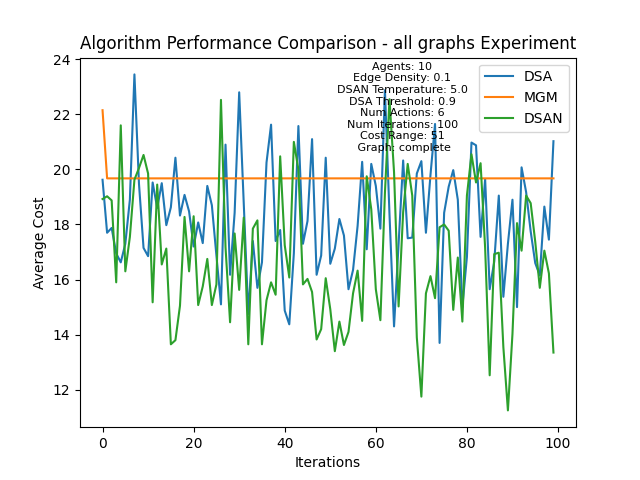 Algorithm Performance Comparison - all graphs Experiment
Agents: 10
Edge Density: 0.1
DSAN Temperature: 5.0
DSA Threshold: 0.9
Num Actions: 6
Num Iterations: 100
Cost Range: 51
Graph: complete
DSA
MGM
DSAN
24
22
20
18
16
14
12
Average Cost
0
20
40
60
80
100
Iterations